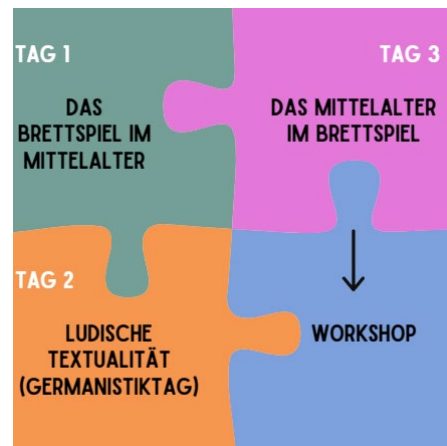 TAG 1
DAS
BRETTSPIEL IM
MITTELALTER
TAG 3
DAS MITTELALTER
IM BRETTSPIEL
TAG 2
LUDISCHE
TEXTUALITÄT
(GERMANISTIKTAG)
WORKSHOP